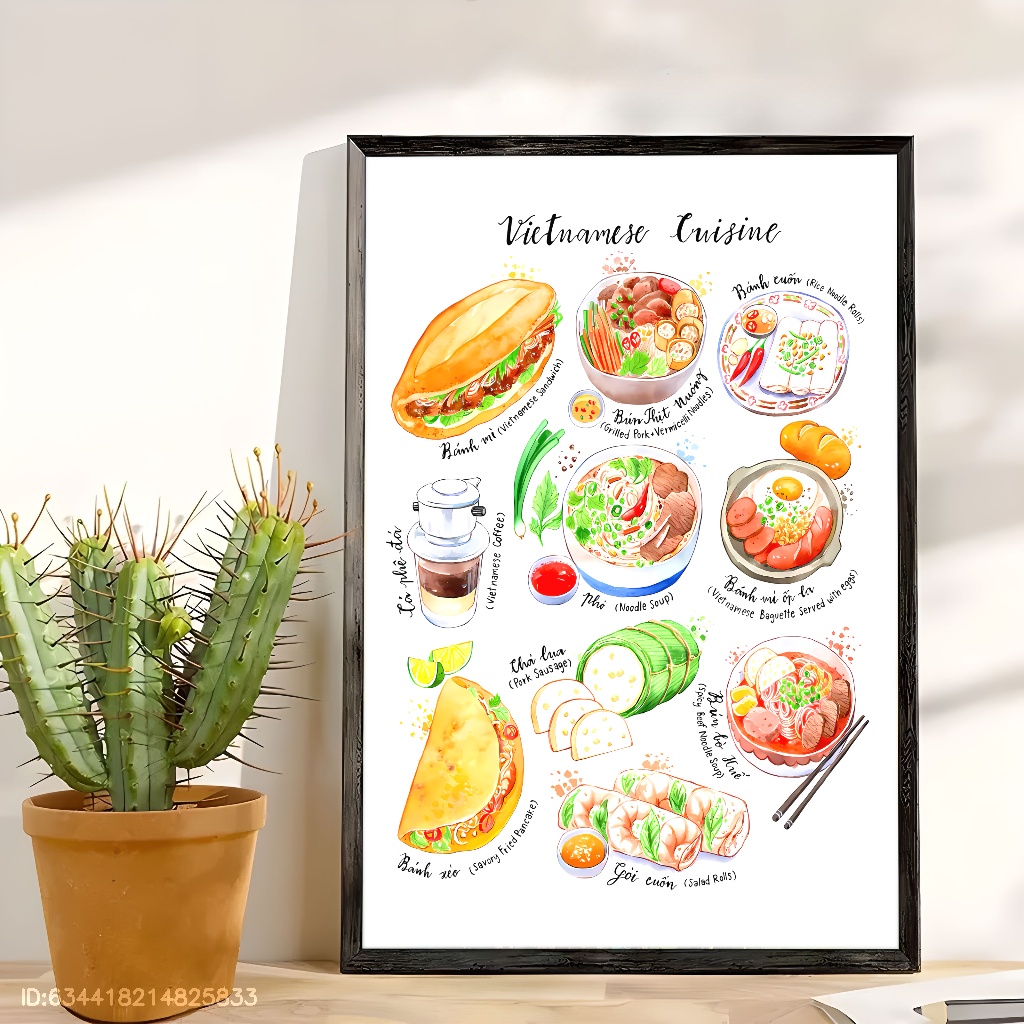 Vietnamese Cuisine
Bánh mì (Vietnamese Sandwich)
Bún Thịt Nướng
(Grilled Pork + Vermicelli Noodles)
Bánh cuốn (Rice Noodle Rolls)
Cà phê đá
(Vietnamese Coffee)
Phở (Noodle Soup)
Bánh mì ốp la
(Vietnamese Baguette Served with eggs)
Chả lụa
(Pork Sausage)
Bún bò Huế
(Spicy Beef Noodle Soup)
Bánh xèo (Savory Fried Pancake)
Gỏi cuốn (Salad Rolls)
ID:634418214825833